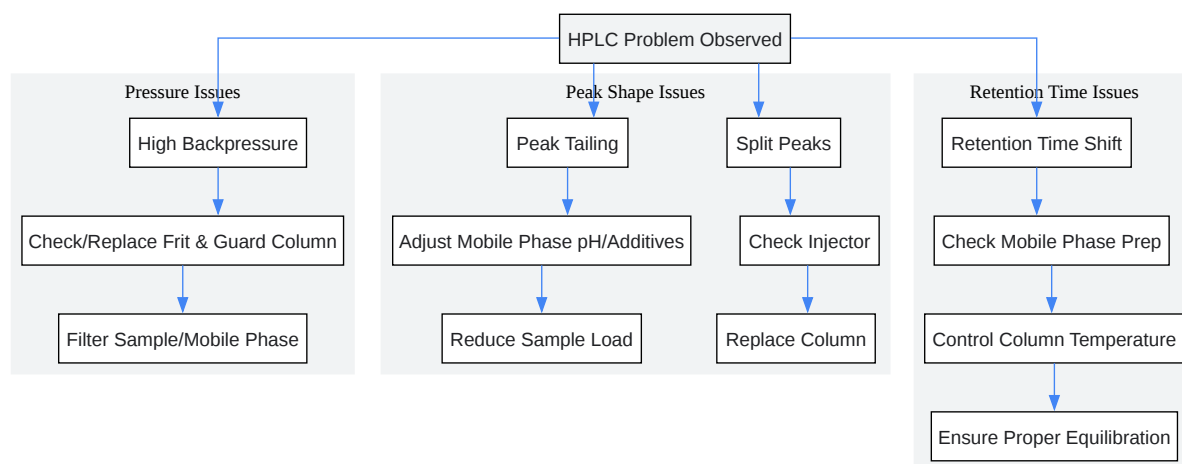 HPLC Problem Observed
Pressure Issues
Peak Shape Issues
Retention Time Issues
High Backpressure
Peak Tailing
Split Peaks
Retention Time Shift
Check/Replace Frit & Guard Column
Adjust Mobile Phase pH/Additives
Check Injector
Check Mobile Phase Prep
Filter Sample/Mobile Phase
Reduce Sample Load
Replace Column
Control Column Temperature
Ensure Proper Equilibration